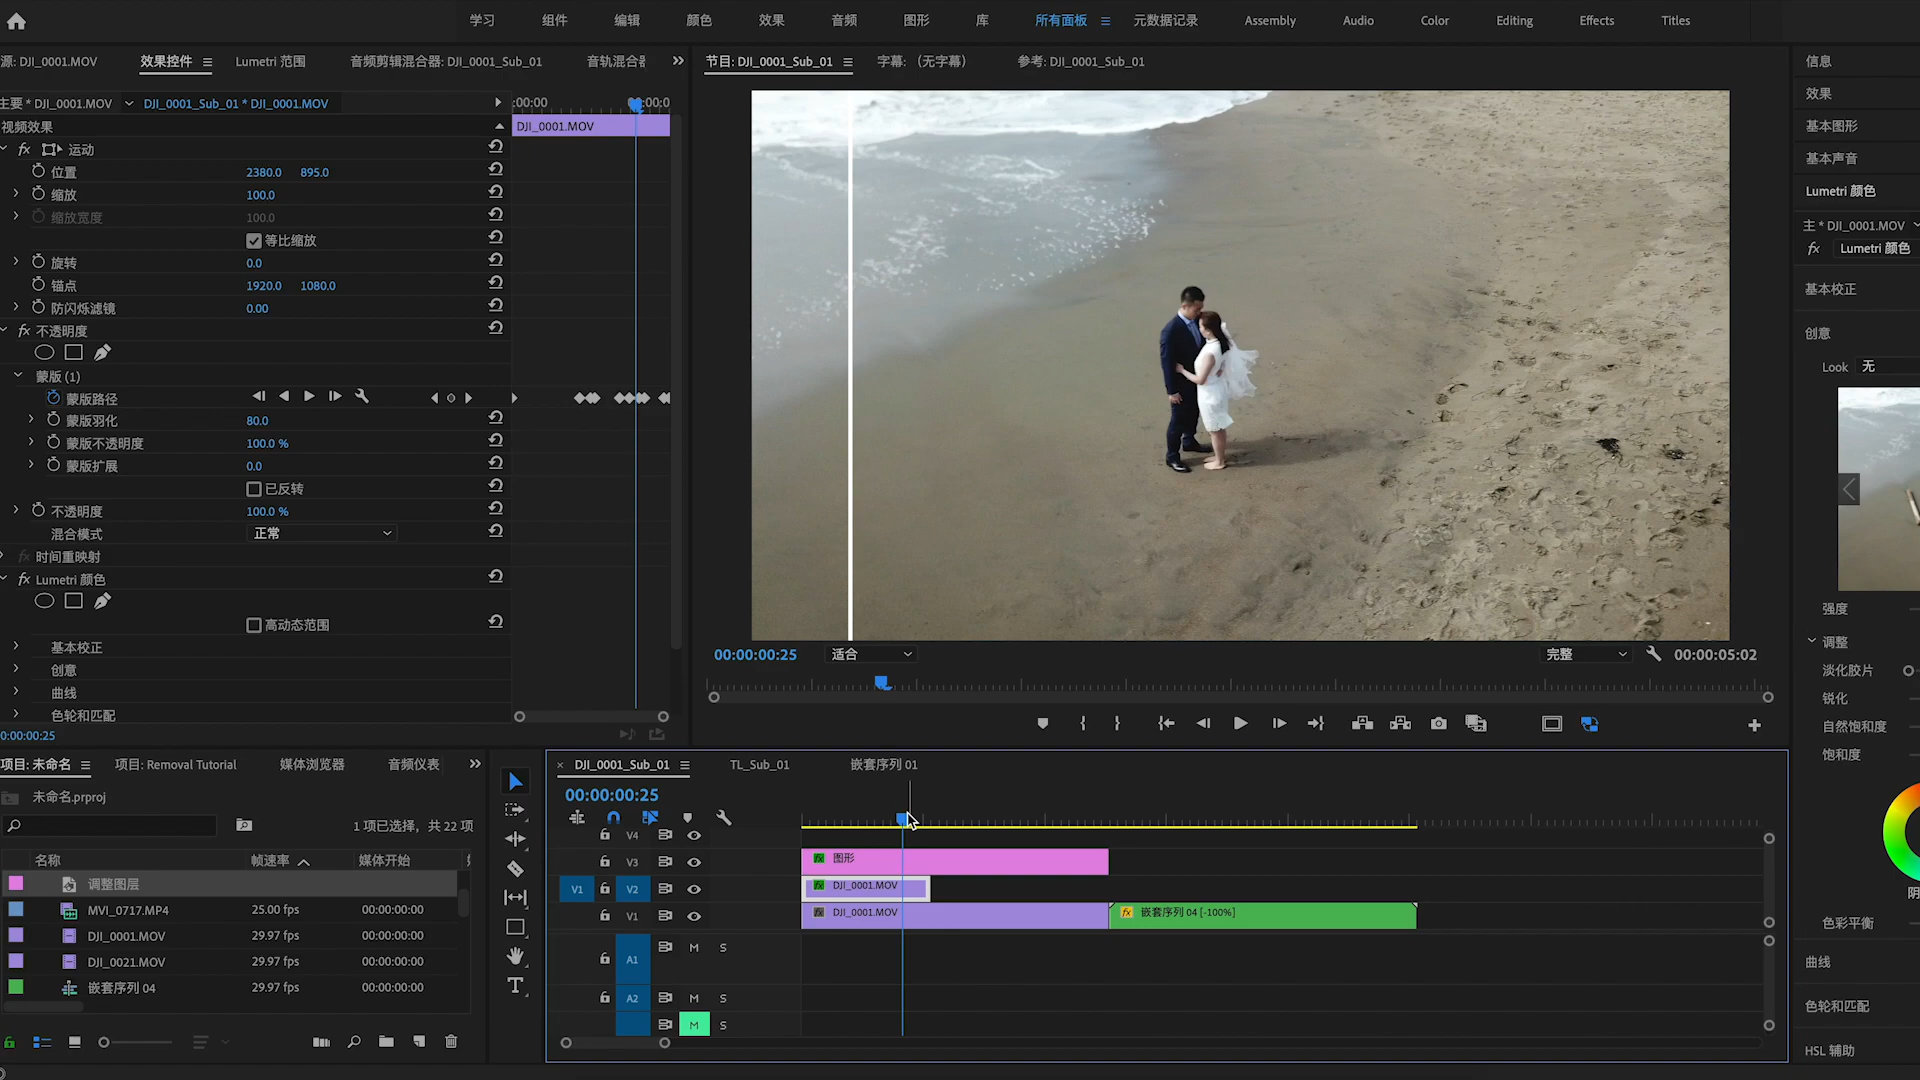 学习 组件 编辑 颜色 效果 音频 图形 库 所有面板 元数据记录 Assembly Audio Color Editing Effects Titles
源: DJI_0001.MOV 效果控件 Lumetri 范围 音频剪辑混合器: DJI_0001_Sub_01 音轨混合器
主要 * DJI_0001.MOV DJI_0001_Sub_01 * DJI_0001.MOV :00:00 00:00:0
视频效果 DJI_0001.MOV
fx 运动
位置 2380.0 895.0
缩放 100.0
缩放宽度 100.0
等比缩放
旋转 0.0
锚点 1920.0 1080.0
防闪烁滤镜 0.00
fx 不透明度
蒙版 (1)
蒙版路径
蒙版羽化 80.0
蒙版不透明度 100.0 %
蒙版扩展 0.0
已反转
不透明度 100.0 %
混合模式 正常
fx 时间重映射
fx Lumetri 颜色
高动态范围
基本校正
创意
曲线
色轮和匹配
0:00:00:25
节目: DJI_0001_Sub_01 字幕: (无字幕) 参考: DJI_0001_Sub_01
00:00:00:25 适合 完整 00:00:05:02
信息
效果
基本图形
基本声音
Lumetri 颜色
主 * DJI_0001.MOV
fx Lumetri 颜色
基本校正
创意
Look 无
强度
调整
淡化胶片
锐化
自然饱和度
饱和度
阴
色彩平衡
曲线
色轮和匹配
HSL 辅助
项目: 未命名 项目: Removal Tutorial 媒体浏览器 音频仪表
未命名.prproj
1 项已选择，共 22 项
名称 帧速率 媒体开始
调整图层
MVI_0717.MP4 25.00 fps 00:00:00:00
DJI_0001.MOV 29.97 fps 00:00:00:00
DJI_0021.MOV 29.97 fps 00:00:00:00
嵌套序列 04 29.97 fps 00:00:00:00
× DJI_0001_Sub_01 TL_Sub_01 嵌套序列 01
00:00:00:25
V4
V3 fx 图形
V1 V2 fx DJI_0001.MOV
V1 fx DJI_0001.MOV fx 嵌套序列 04 [-100%]
A1 M S
A2 M S
M S
T